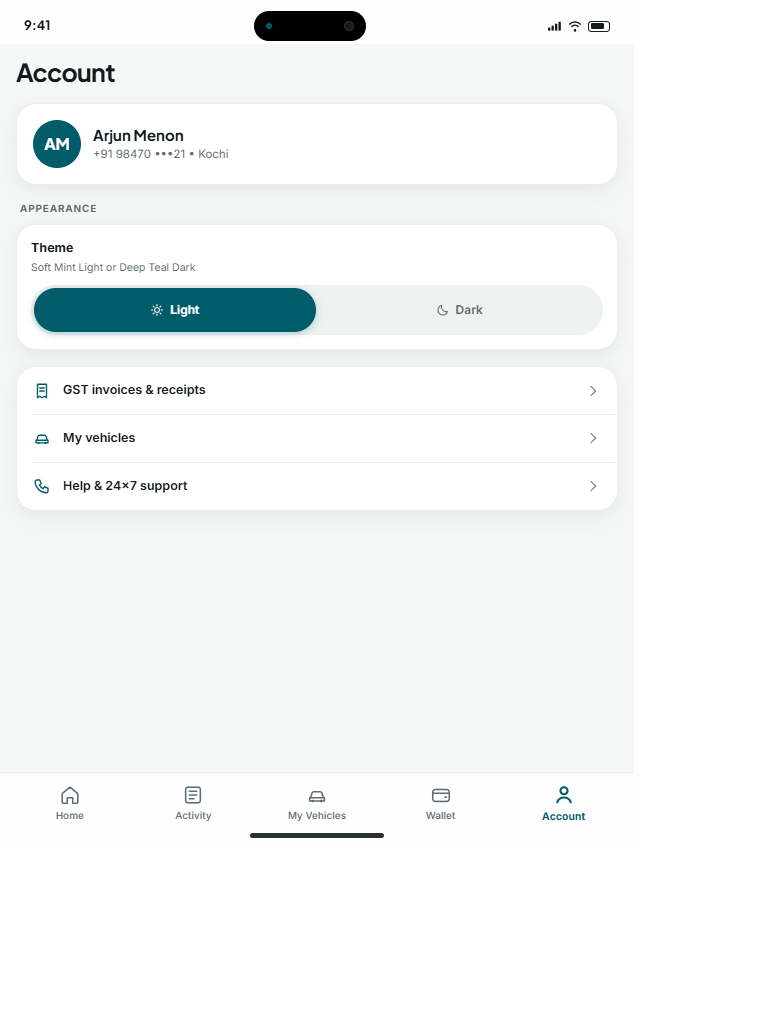 9:41
Account
AM
Arjun Menon
+91 98470 •••21 • Kochi
APPEARANCE
Theme
Soft Mint Light or Deep Teal Dark
Light
Dark
GST invoices & receipts
My vehicles
Help & 24×7 support
Home
Activity
My Vehicles
Wallet
Account